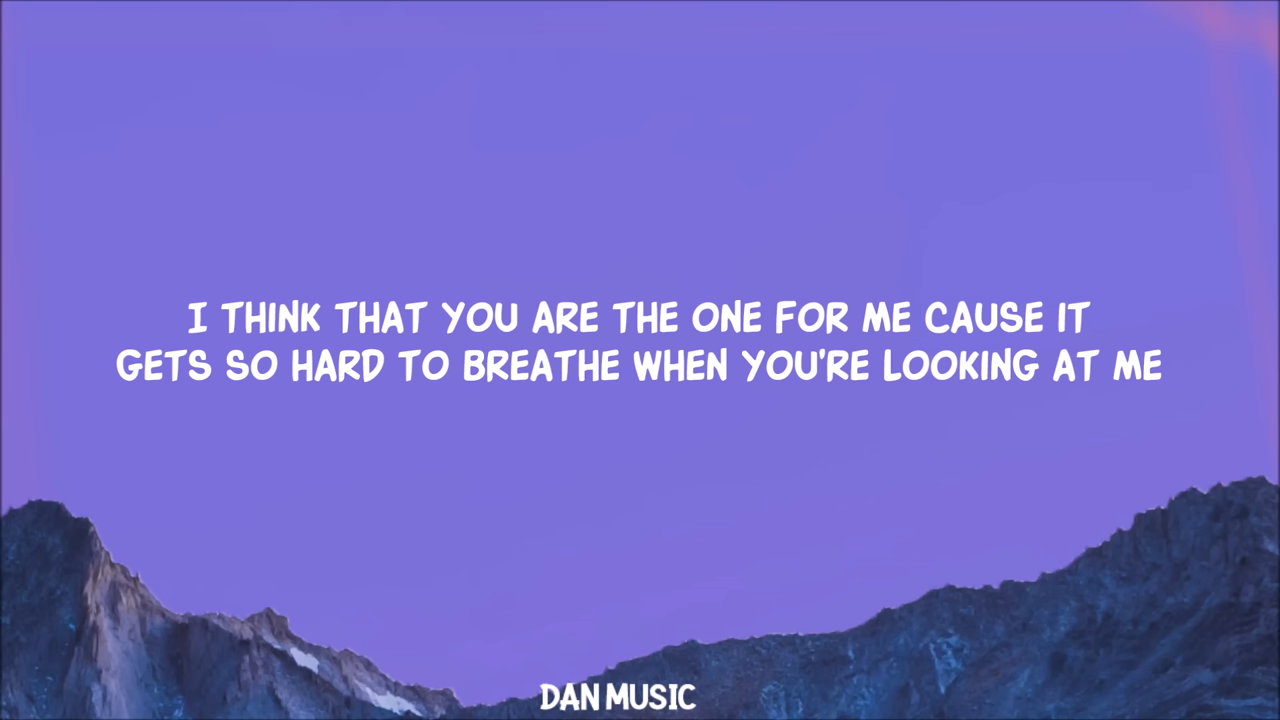 I THINK THAT YOU ARE THE ONE FOR ME CAUSE IT
GETS SO HARD TO BREATHE WHEN YOU'RE LOOKING AT ME
DAN MUSIC